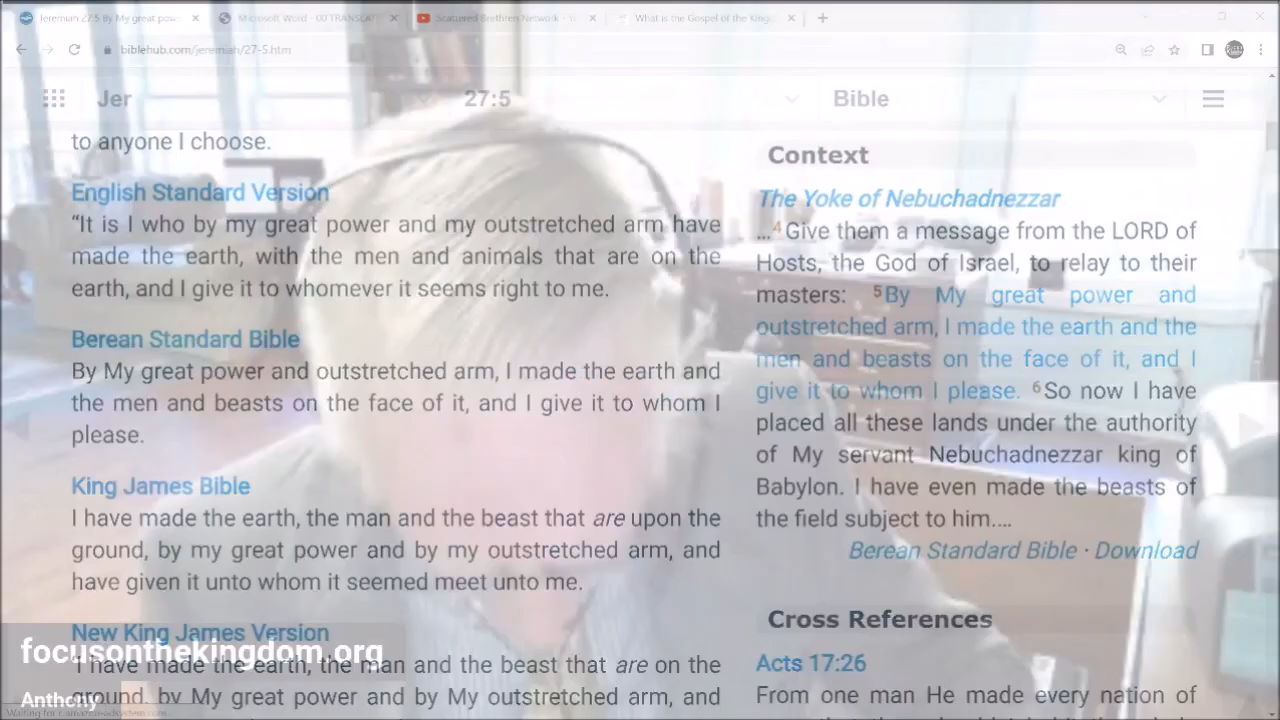 Jeremiah 27:5 By My great pow
Microsoft Word - 00 TRANSLAT
Scattered Brethren Network -
What is the Gospel of the King
biblehub.com/jeremiah/27-5.htm
Jer
27:5
Bible
to anyone I choose.
English Standard Version
“It is I who by my great power and my outstretched arm have
made the earth, with the men and animals that are on the
earth, and I give it to whomever it seems right to me.
Berean Standard Bible
By My great power and outstretched arm, I made the earth and
the men and beasts on the face of it, and I give it to whom I
please.
King James Bible
I have made the earth, the man and the beast that are upon the
ground, by my great power and by my outstretched arm, and
have given it unto whom it seemed meet unto me.
New King James Version
I have made the earth, the man and the beast that are on the
ground, by My great power and by My outstretched arm, and
Context
The Yoke of Nebuchadnezzar
…4Give them a message from the LORD of
Hosts, the God of Israel, to relay to their
masters: 5By My great power and
outstretched arm, I made the earth and the
men and beasts on the face of it, and I
give it to whom I please. 6So now I have
placed all these lands under the authority
of My servant Nebuchadnezzar king of
Babylon. I have even made the beasts of
the field subject to him.…
Berean Standard Bible · Download
Cross References
Acts 17:26
From one man He made every nation of
focusonthekingdom.org
Anthony